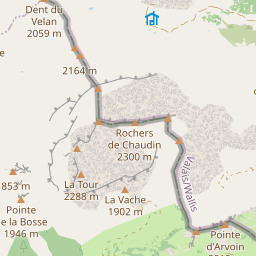 Dent du
Velan
2059 m
2164 m
Rochers
de Chaudin
2300 m
Valais/Wallis
La Tour
2288 m
853 m
La Vache
1902 m
Pointe
de la Bosse
1946 m
Pointe
d'Arvoin